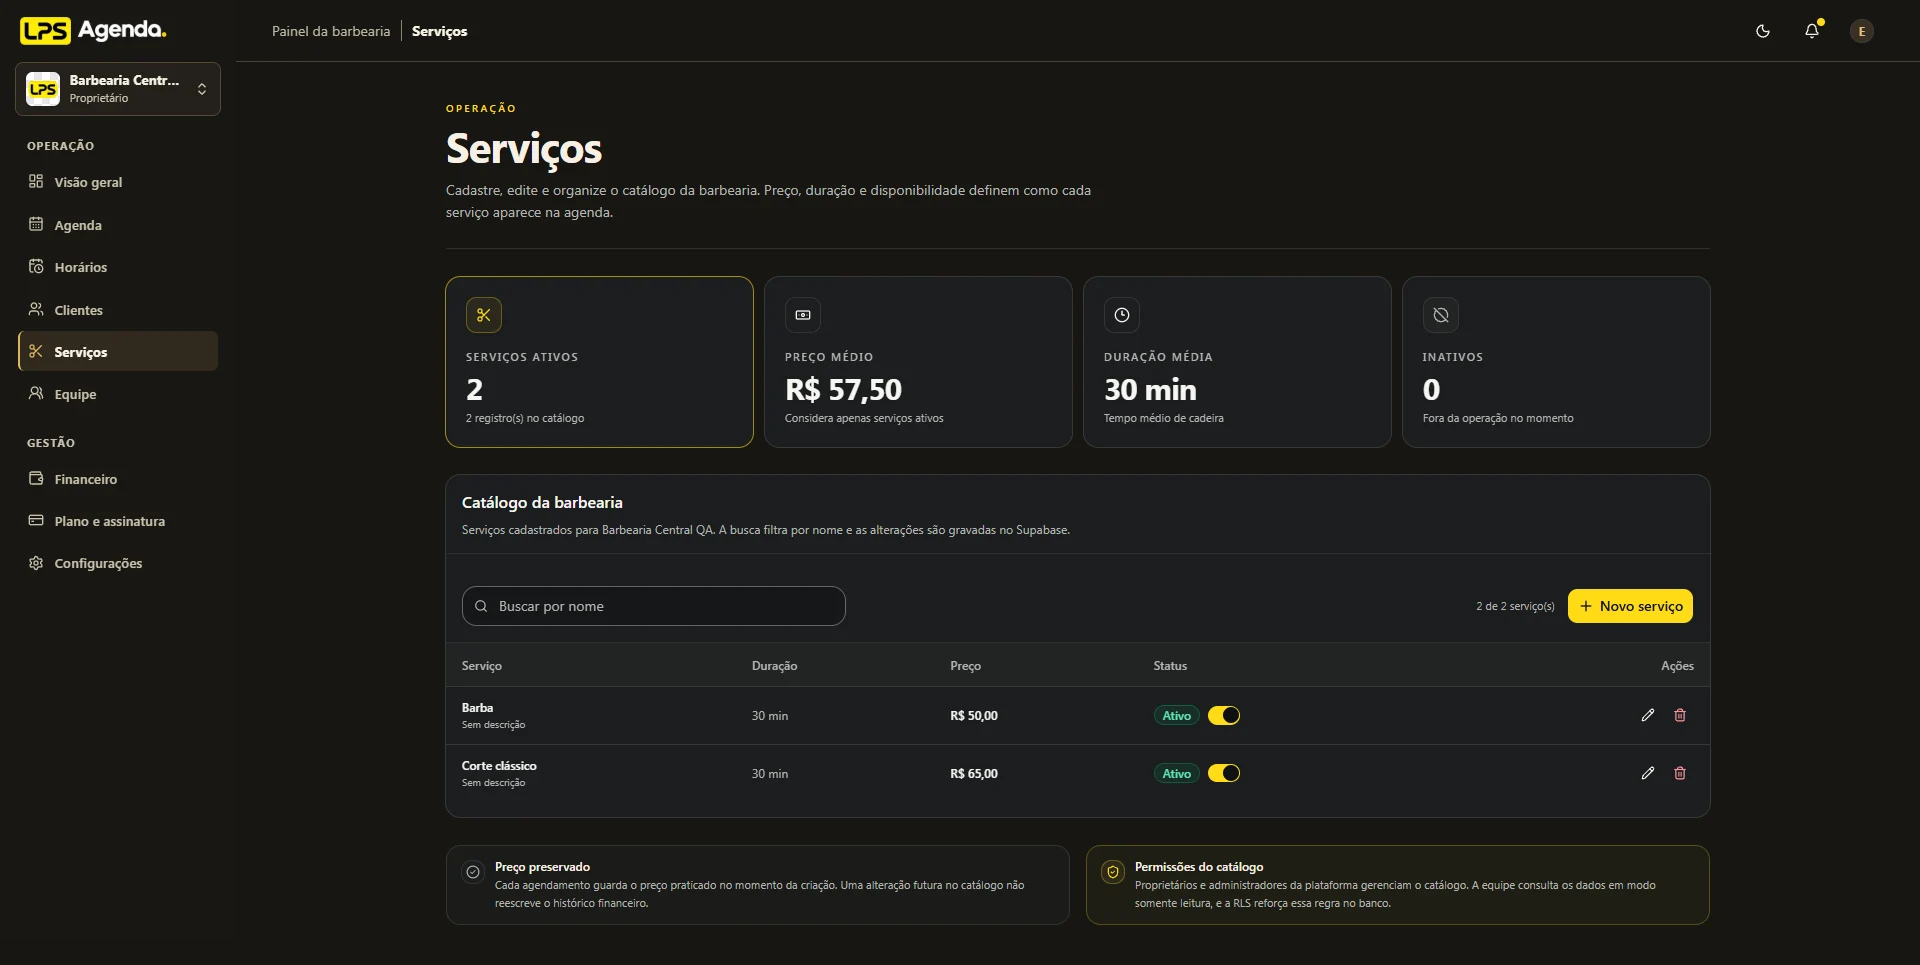 LPS Agenda.
Painel da barbearia
Serviços
E
LPS
Barbearia Centr...
Proprietário
OPERAÇÃO
Visão geral
Agenda
Horários
Clientes
Serviços
Equipe
GESTÃO
Financeiro
Plano e assinatura
Configurações
OPERAÇÃO
Serviços
Cadastre, edite e organize o catálogo da barbearia. Preço, duração e disponibilidade definem como cada
serviço aparece na agenda.
SERVIÇOS ATIVOS
2
2 registro(s) no catálogo
PREÇO MÉDIO
R$ 57,50
Considera apenas serviços ativos
DURAÇÃO MÉDIA
30 min
Tempo médio de cadeira
INATIVOS
0
Fora da operação no momento
Catálogo da barbearia
Serviços cadastrados para Barbearia Central QA. A busca filtra por nome e as alterações são gravadas no Supabase.
Buscar por nome
2 de 2 serviço(s)
+ Novo serviço
Serviço Duração Preço Status Ações
Barba
Sem descrição
30 min R$ 50,00 Ativo
Corte clássico
Sem descrição
30 min R$ 65,00 Ativo
Preço preservado
Cada agendamento guarda o preço praticado no momento da criação. Uma alteração futura no catálogo não
reescreve o histórico financeiro.
Permissões do catálogo
Proprietários e administradores da plataforma gerenciam o catálogo. A equipe consulta os dados em modo
somente leitura, e a RLS reforça essa regra no banco.